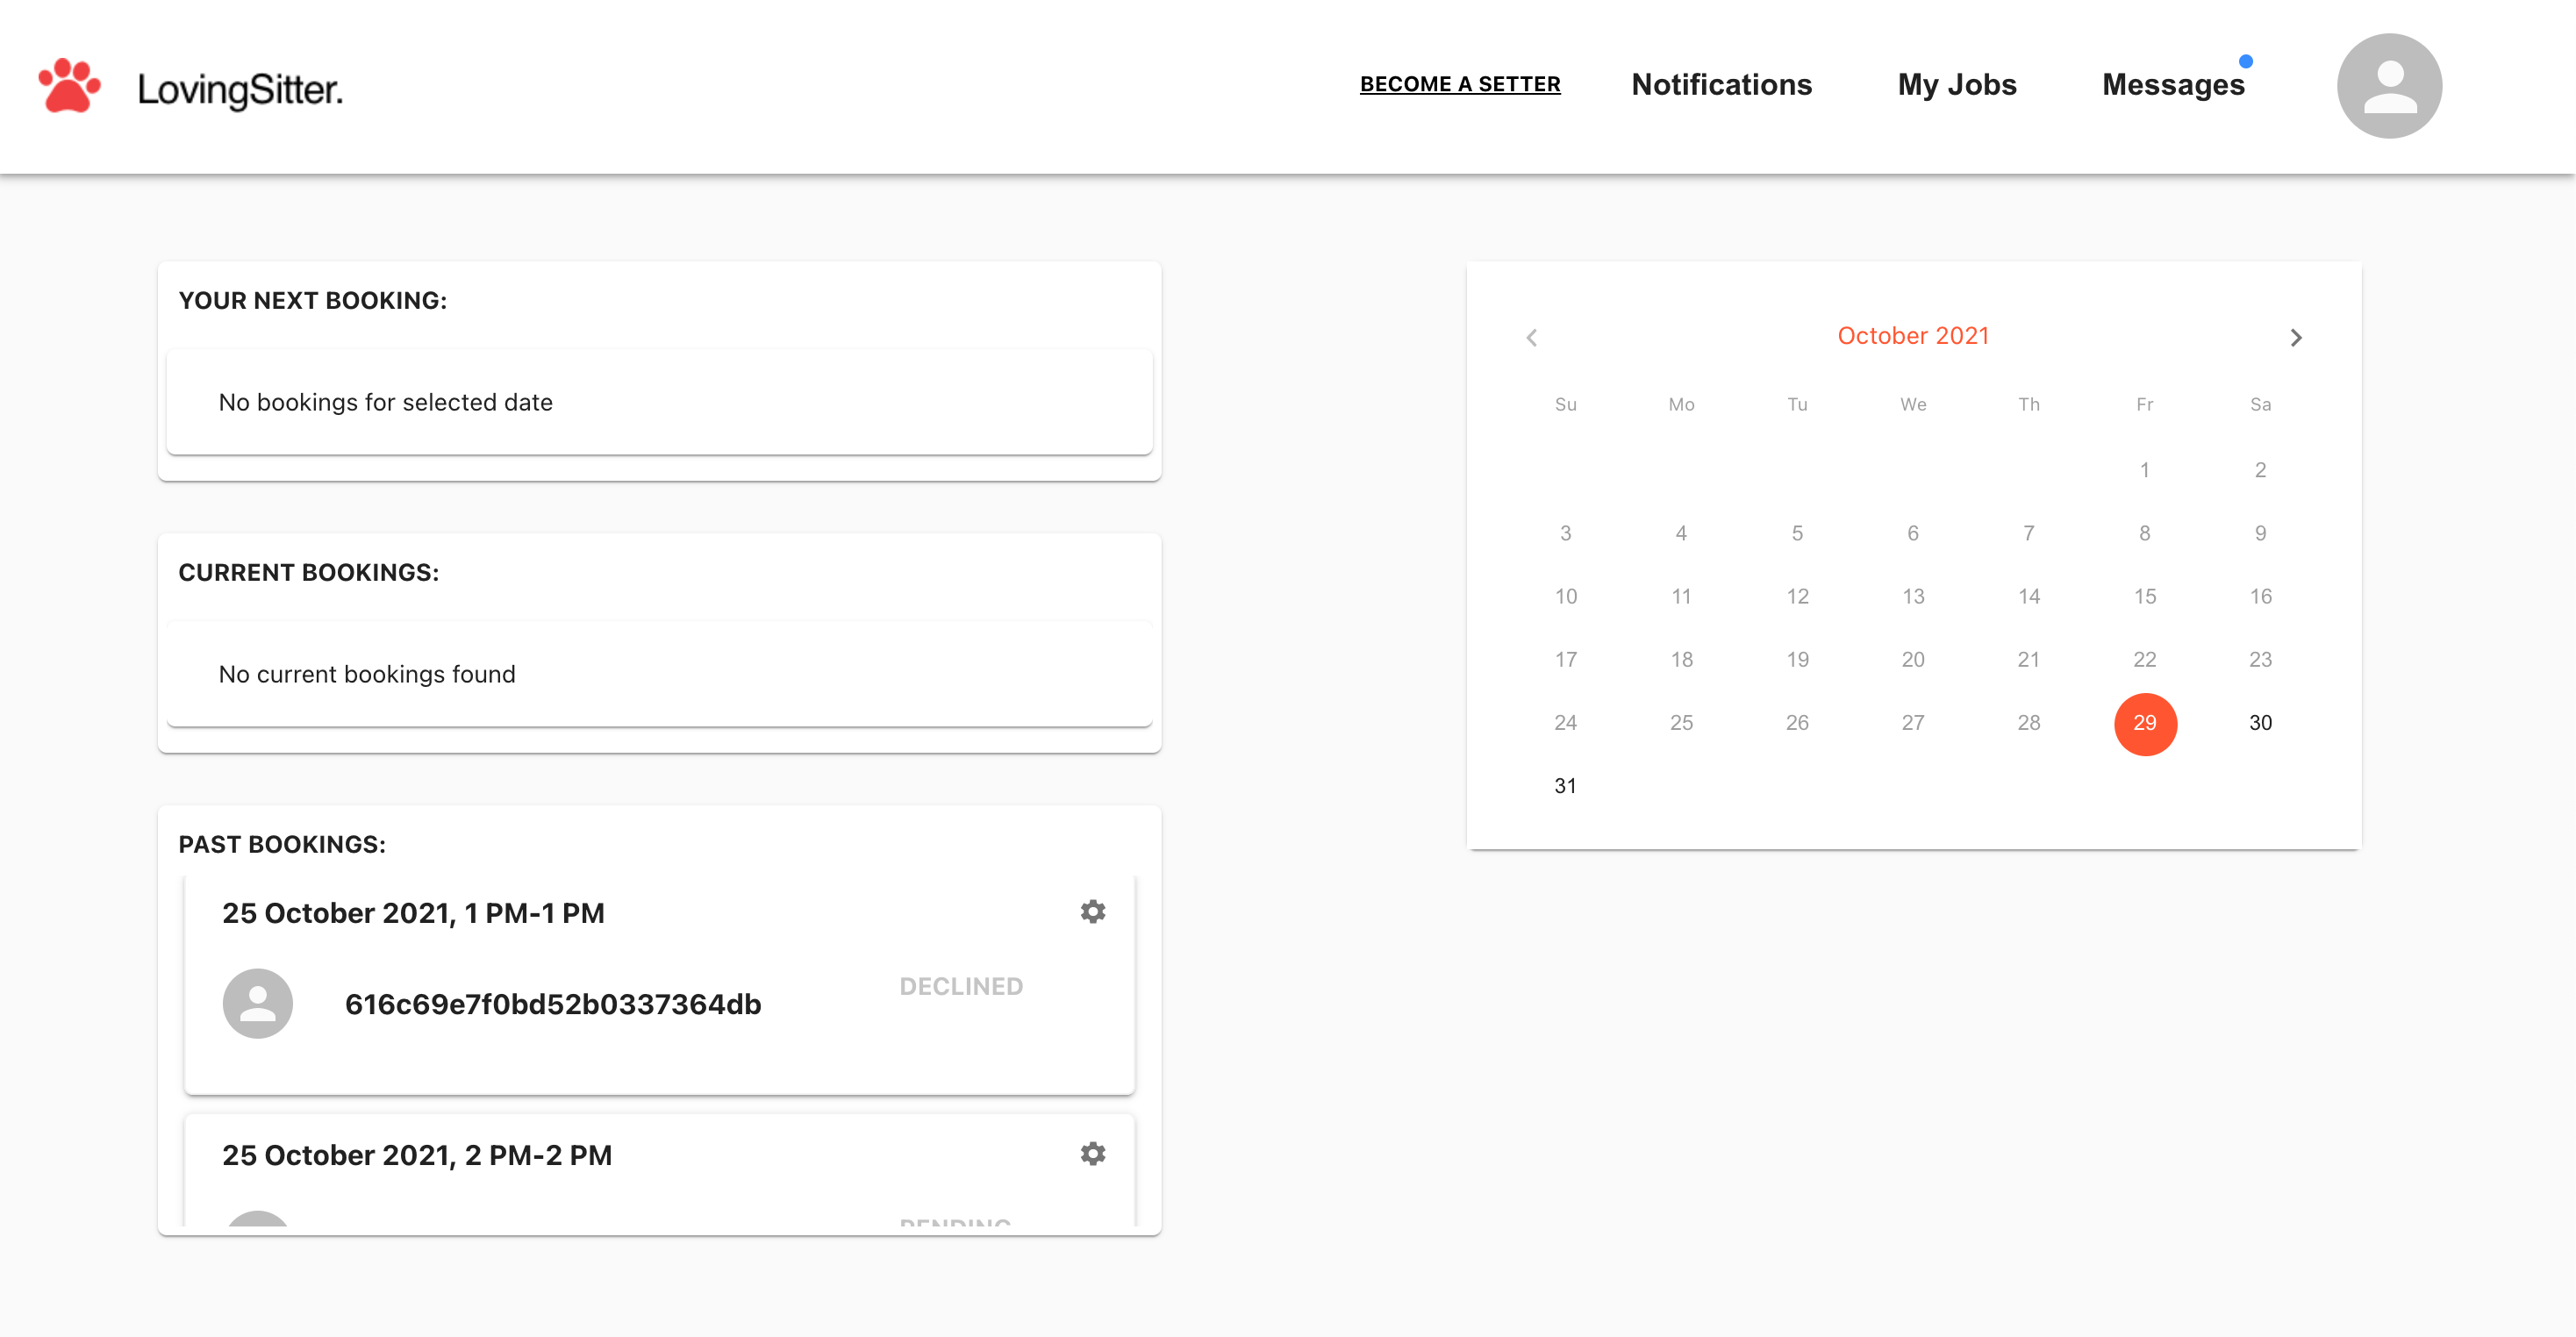 LovingSitter.
BECOME A SETTER
Notifications
My Jobs
Messages
YOUR NEXT BOOKING:
No bookings for selected date
CURRENT BOOKINGS:
No current bookings found
PAST BOOKINGS:
25 October 2021, 1 PM-1 PM
616c69e7f0bd52b0337364db
DECLINED
25 October 2021, 2 PM-2 PM
PENDING
October 2021
Su Mo Tu We Th Fr Sa
1 2
3 4 5 6 7 8 9
10 11 12 13 14 15 16
17 18 19 20 21 22 23
24 25 26 27 28 29 30
31